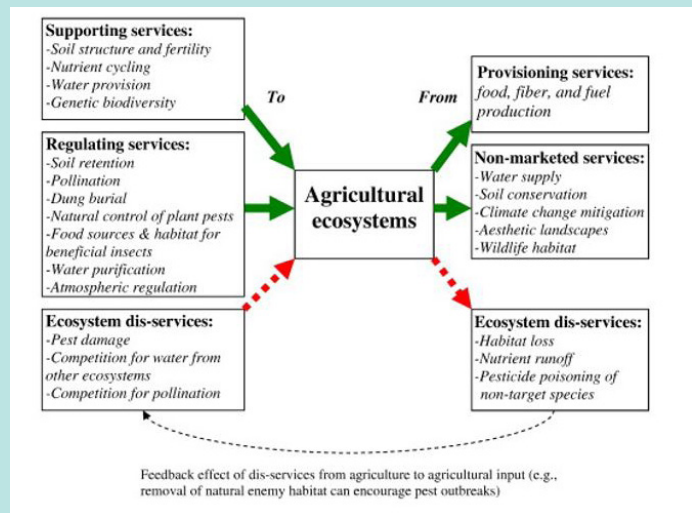 Supporting services:
-Soil structure and fertility
-Nutrient cycling
-Water provision
-Genetic biodiversity
To
From
Provisioning services:
food, fiber, and fuel
production
Regulating services:
-Soil retention
-Pollination
-Dung burial
-Natural control of plant pests
-Food sources & habitat for
beneficial insects
-Water purification
-Atmospheric regulation
Agricultural
ecosystems
Non-marketed services:
-Water supply
-Soil conservation
-Climate change mitigation
-Aesthetic landscapes
-Wildlife habitat
Ecosystem dis-services:
-Pest damage
-Competition for water from
other ecosystems
-Competition for pollination
Ecosystem dis-services:
-Habitat loss
-Nutrient runoff
-Pesticide poisoning of
non-target species
Feedback effect of dis-services from agriculture to agricultural input (e.g.,
removal of natural enemy habitat can encourage pest outbreaks)